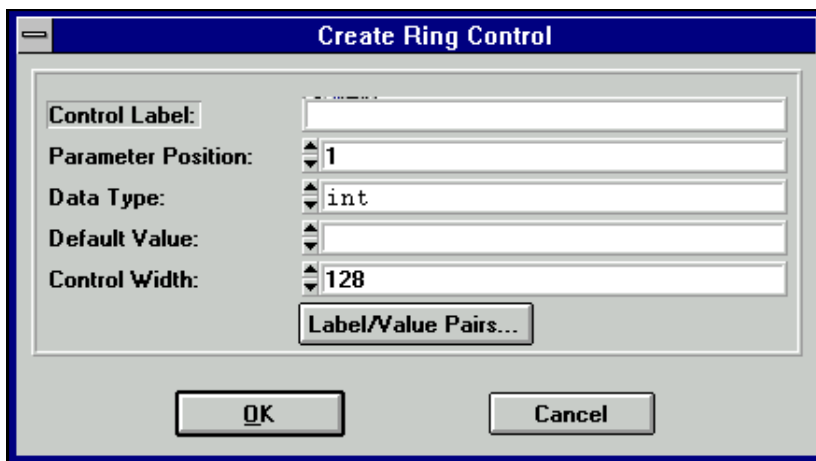 Create Ring Control
Control Label:
Parameter Position: 1
Data Type: int
Default Value:
Control Width: 128
Label/Value Pairs...
OK Cancel